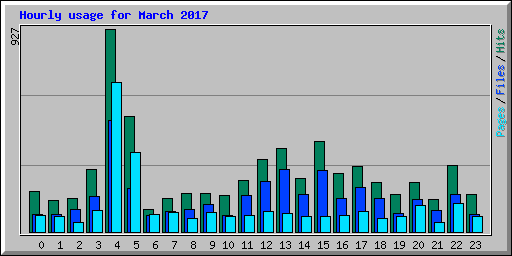 Hourly usage for March 2017
927
Pages/Files/Hits
0 1 2 3 4 5 6 7 8 9 10 11 12 13 14 15 16 17 18 19 20 21 22 23